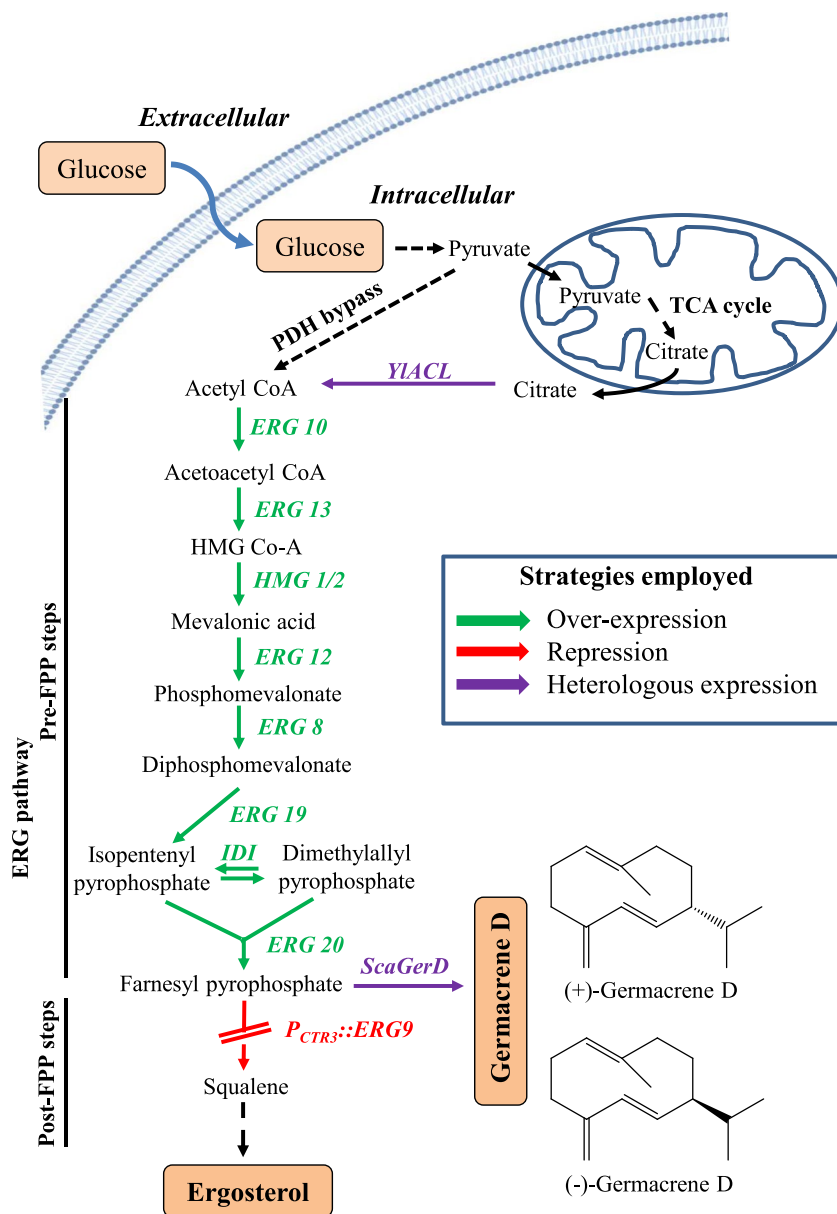 Extracellular
Glucose
Intracellular
Glucose
Pyruvate
Pyruvate
TCA cycle
Citrate
PDH bypass
Acetyl CoA
YlACL
Citrate
ERG 10
Acetoacetyl CoA
ERG 13
HMG Co-A
HMG 1/2
Mevalonic acid
ERG 12
Phosphomevalonate
ERG 8
Diphosphomevalonate
ERG 19
Isopentenyl
pyrophosphate
IDI
Dimethylallyl
pyrophosphate
ERG 20
Farnesyl pyrophosphate
ScaGerD
Germacrene D
P_CTR3::ERG9
Squalene
Ergosterol
ERG pathway
Pre-FPP steps
Post-FPP steps
Strategies employed
Over-expression
Repression
Heterologous expression
(+)-Germacrene D
(-)-Germacrene D